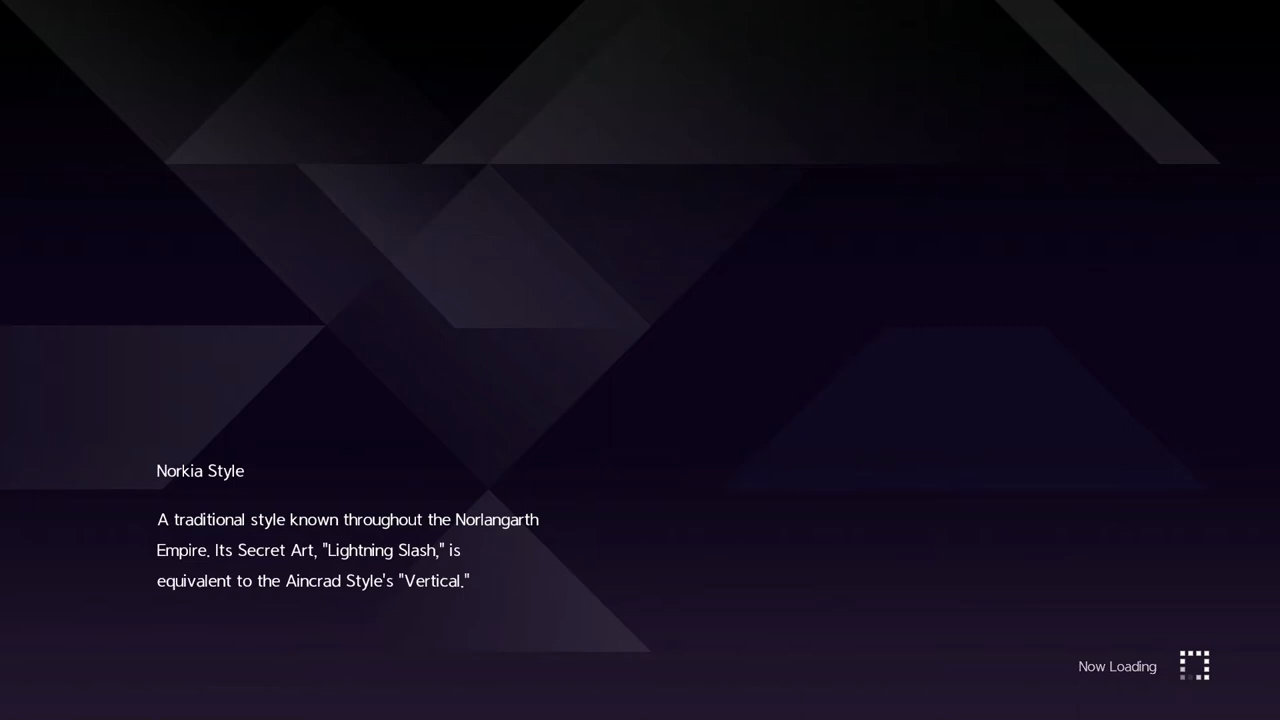 Norkia Style
A traditional style known throughout the Norlangarth
Empire. Its Secret Art, "Lightning Slash," is
equivalent to the Aincrad Style's "Vertical."
Now Loading